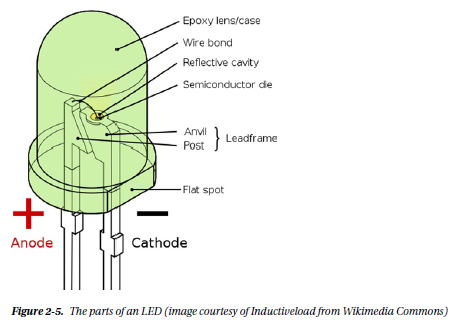 Epoxy lens/case
Wire bond
Reflective cavity
Semiconductor die
Anvil
Post
Leadframe
Flat spot
+ −
Anode Cathode
Figure 2-5. The parts of an LED (image courtesy of Inductiveload from Wikimedia Commons)